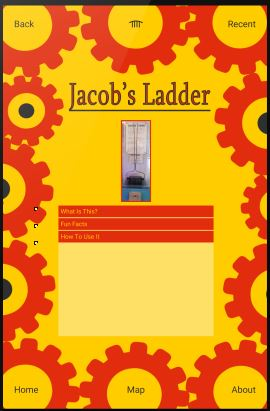 Back
Recent
Jacob's Ladder
What Is This?
Fun Facts
How To Use It
Home
Map
About